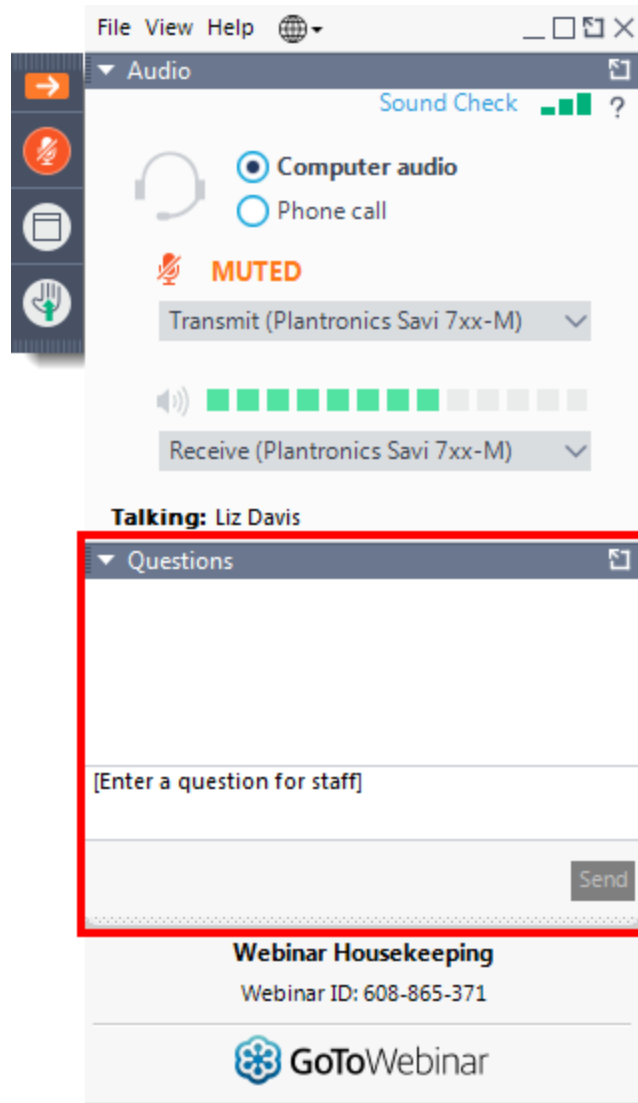 File View Help
Audio
Sound Check ?
Computer audio
Phone call
MUTED
Transmit (Plantronics Savi 7xx-M)
Receive (Plantronics Savi 7xx-M)
Talking: Liz Davis
Questions
[Enter a question for staff]
Send
Webinar Housekeeping
Webinar ID: 608-865-371
GoToWebinar